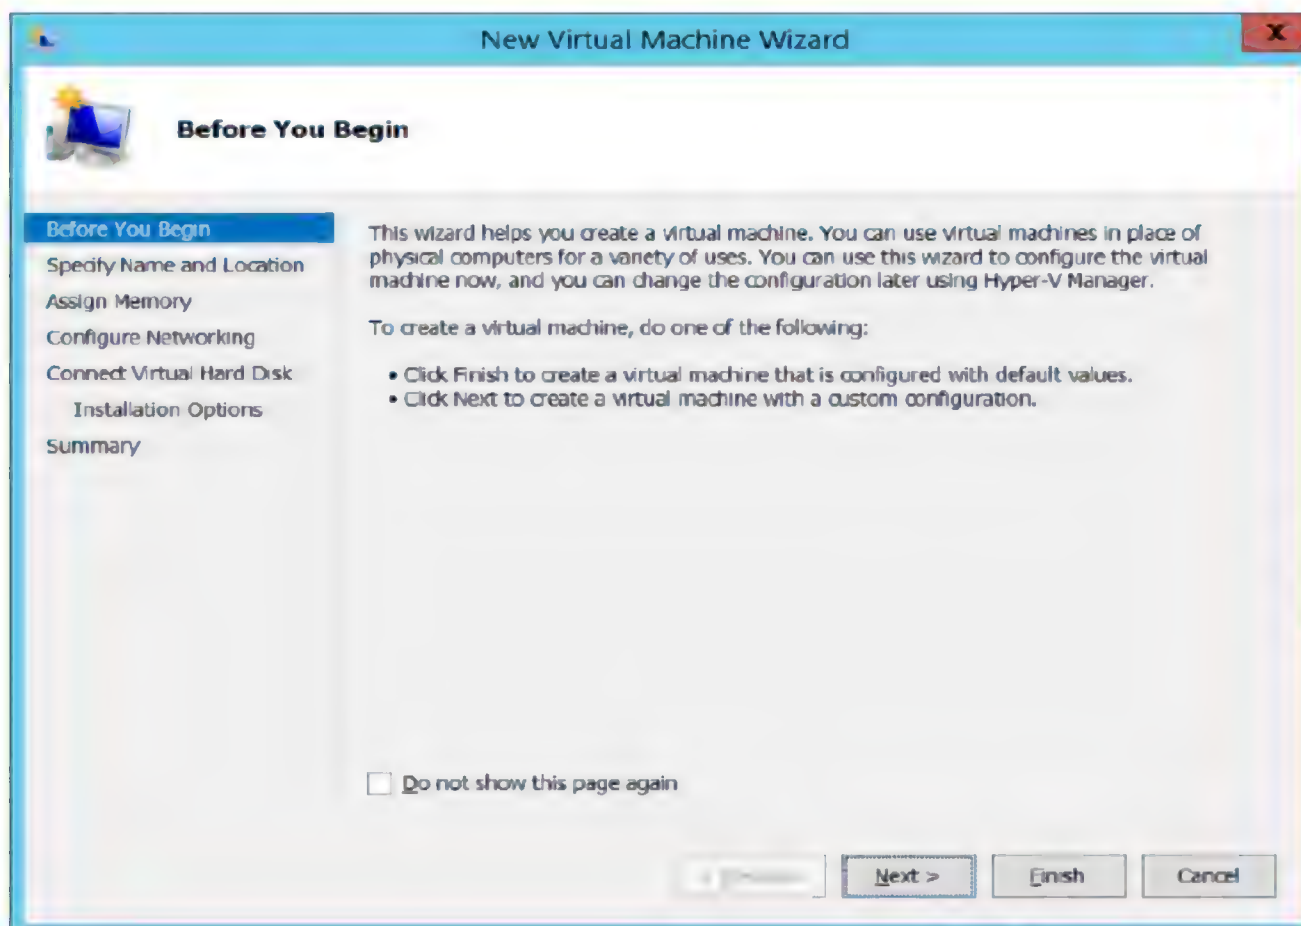 New Virtual Machine Wizard
x
Before You Begin
Before You Begin
Specify Name and Location
Assign Memory
Configure Networking
Connect Virtual Hard Disk
Installation Options
Summary
This wizard helps you create a virtual machine. You can use virtual machines in place of
physical computers for a variety of uses. You can use this wizard to configure the virtual
machine now, and you can change the configuration later using Hyper-V Manager.
To create a virtual machine, do one of the following:
• Click Finish to create a virtual machine that is configured with default values.
• Click Next to create a virtual machine with a custom configuration.
Do not show this page again
Next >
Finish
Cancel